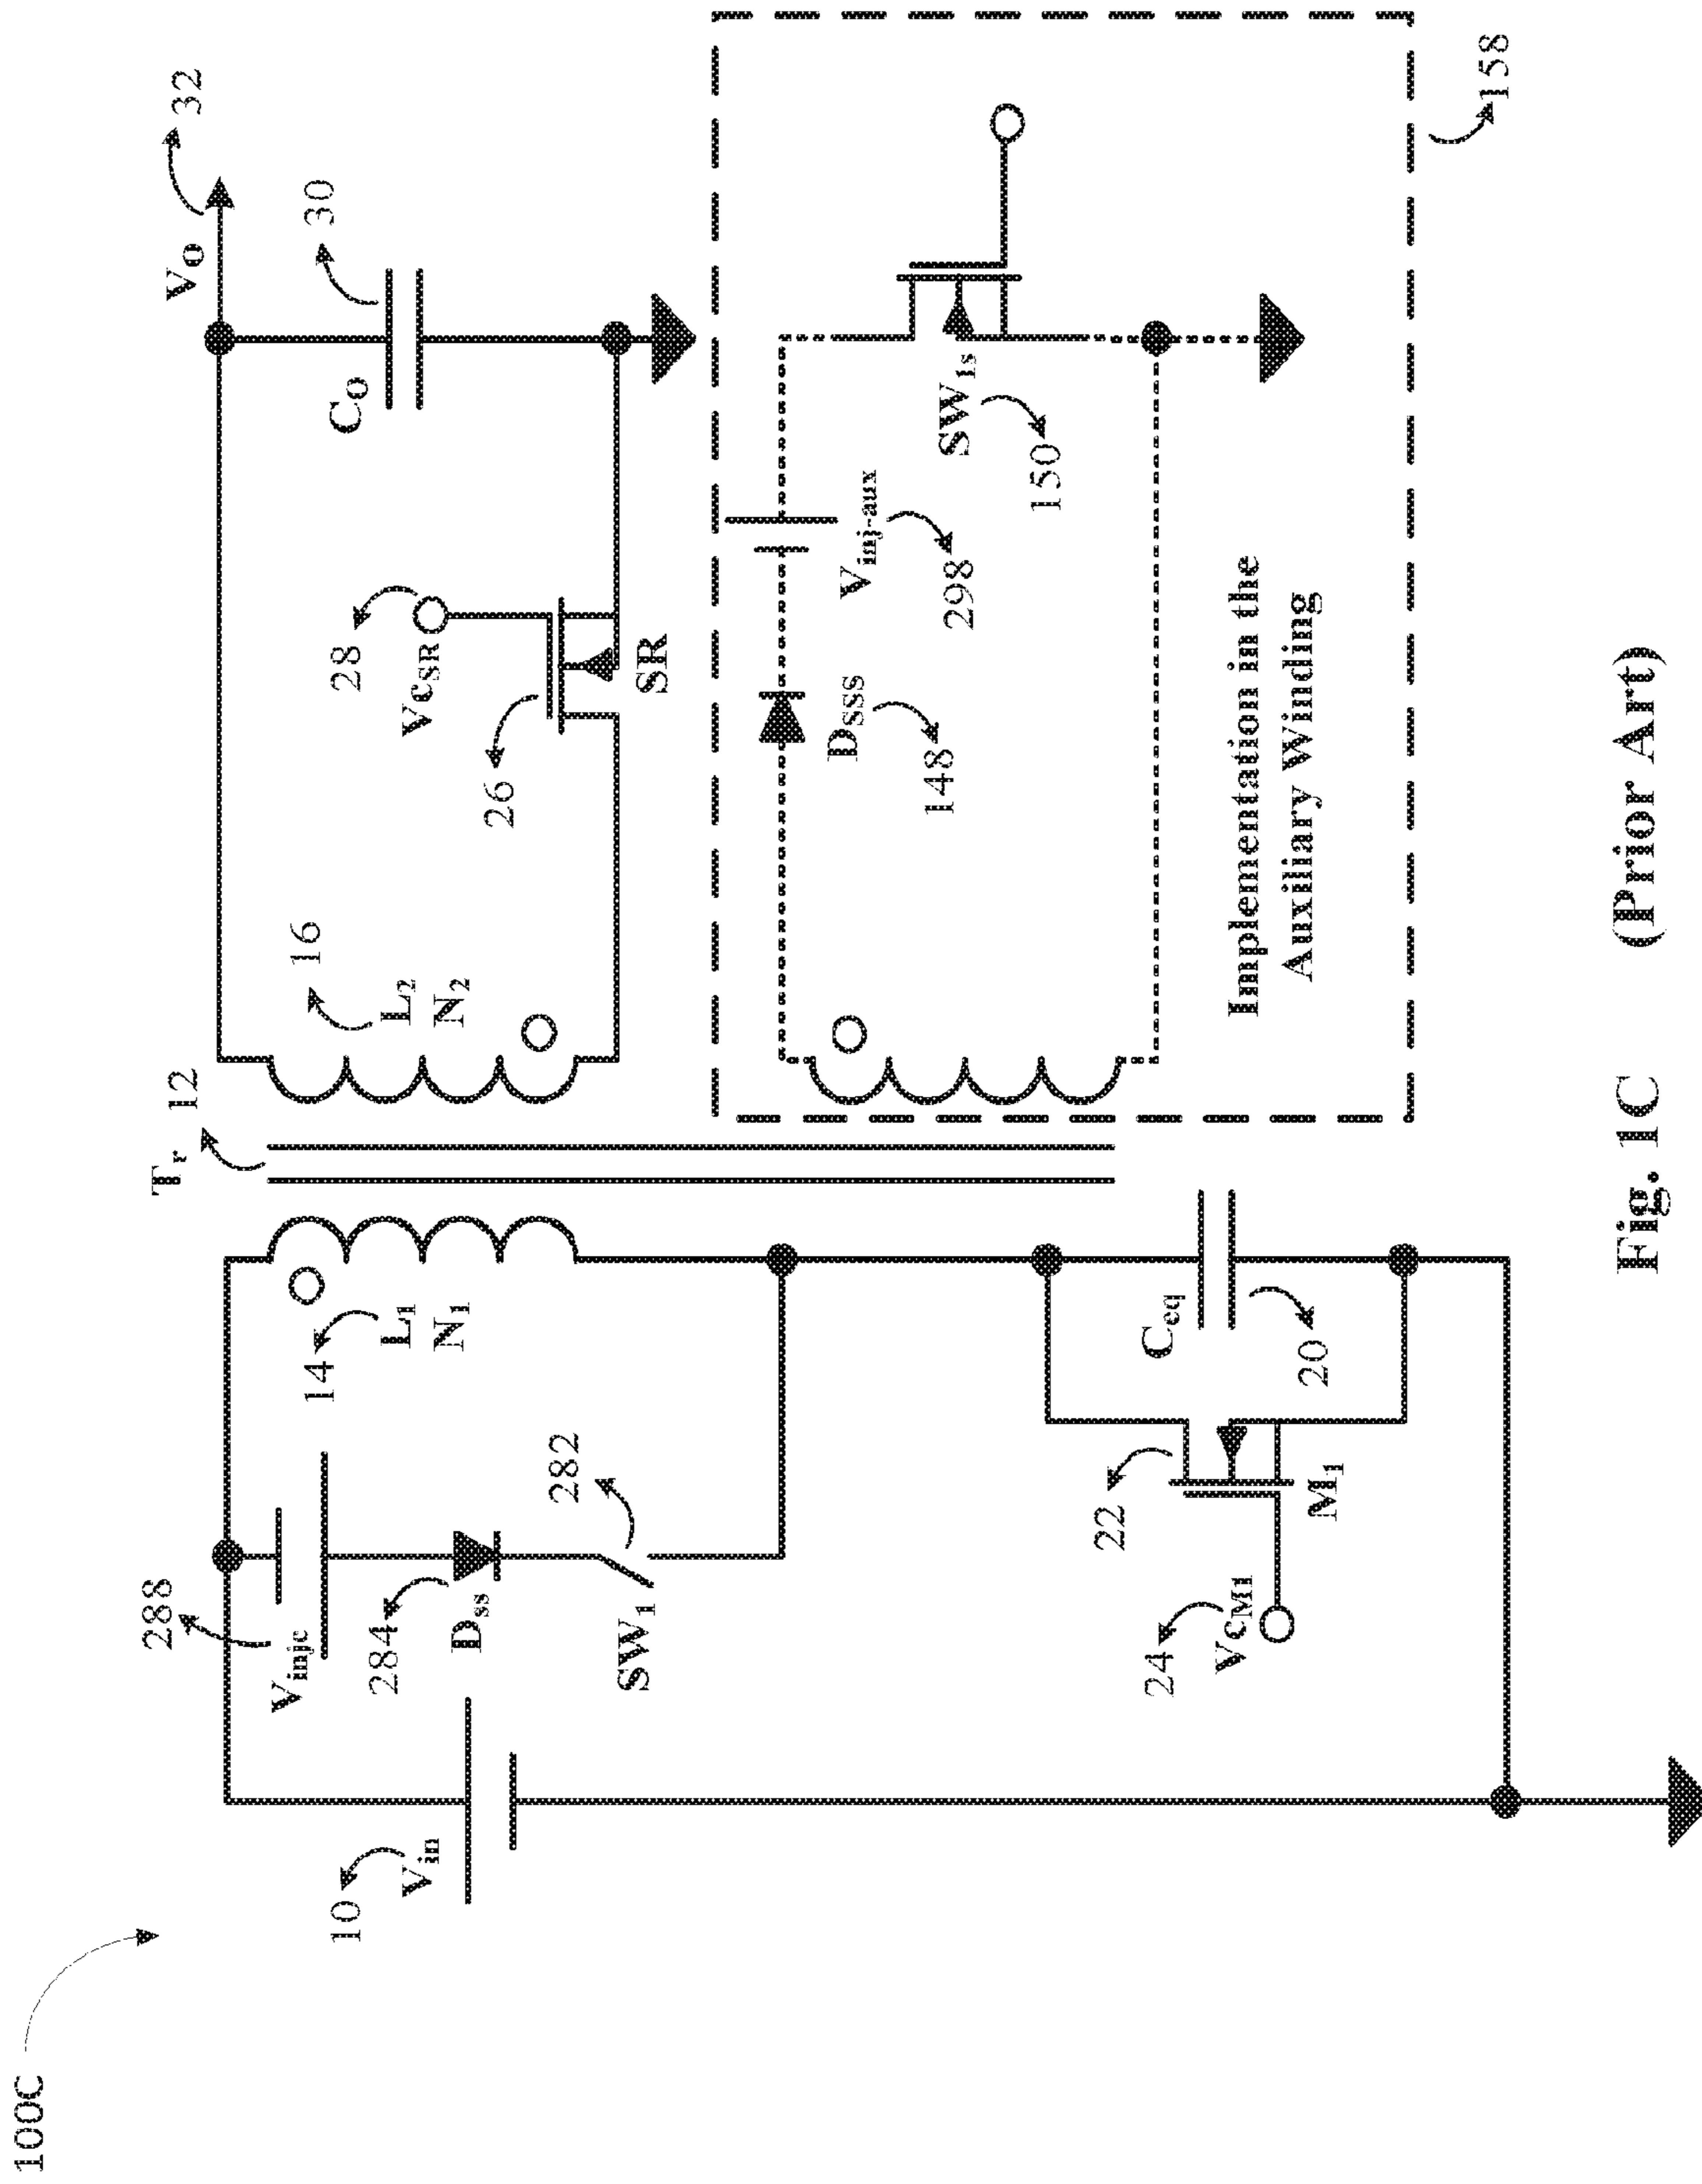 100C
10
Vin
288
Vinjc
284
Dss
282
SW1
14
L1
N1
Tr
12
16
L2
N2
28
VcSR
26
SR
CO
30
VO
32
24
VCM1
22
M1
Ceq
20
148
DSSS
298
Vinj-aux
150
SW1s
Implementation in the
Auxiliary Winding
158
Fig. 1C (Prior Art)